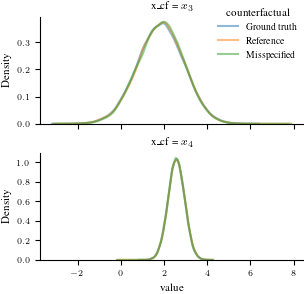 x_cf = x₃
counterfactual
Ground truth
Reference
Misspecified
Density
0.3
0.2
0.1
0.0
x_cf = x₄
Density
1.0
0.8
0.6
0.4
0.2
0.0
−2 0 2 4 6 8
value